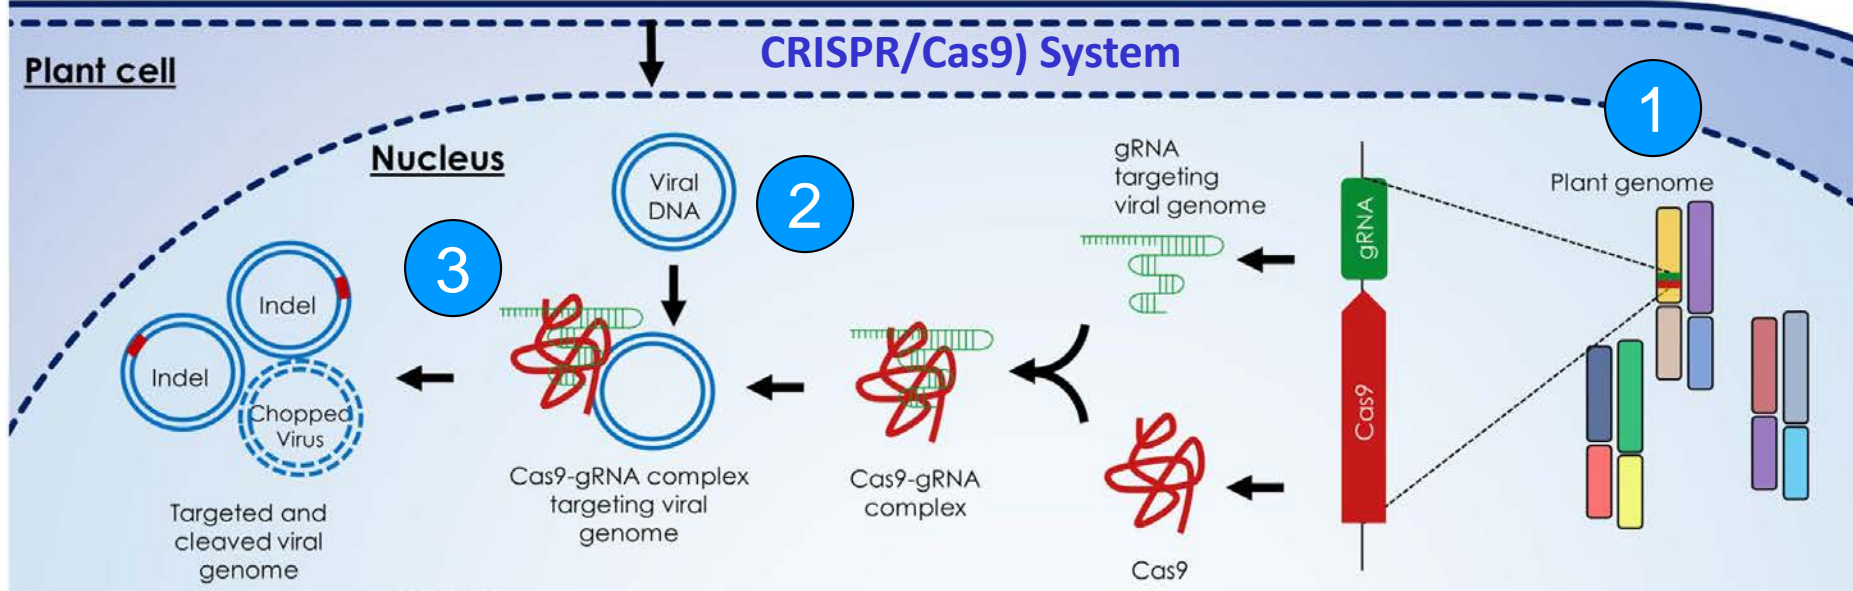 CRISPR/Cas9) System
Plant cell
1
Nucleus
Viral
DNA
2
gRNA
targeting
viral genome
Plant genome
gRNA
3
Indel
Indel
Chopped
Virus
Cas9
Cas9-gRNA complex
targeting viral
genome
Cas9-gRNA
complex
Targeted and
cleaved viral
genome
Cas9